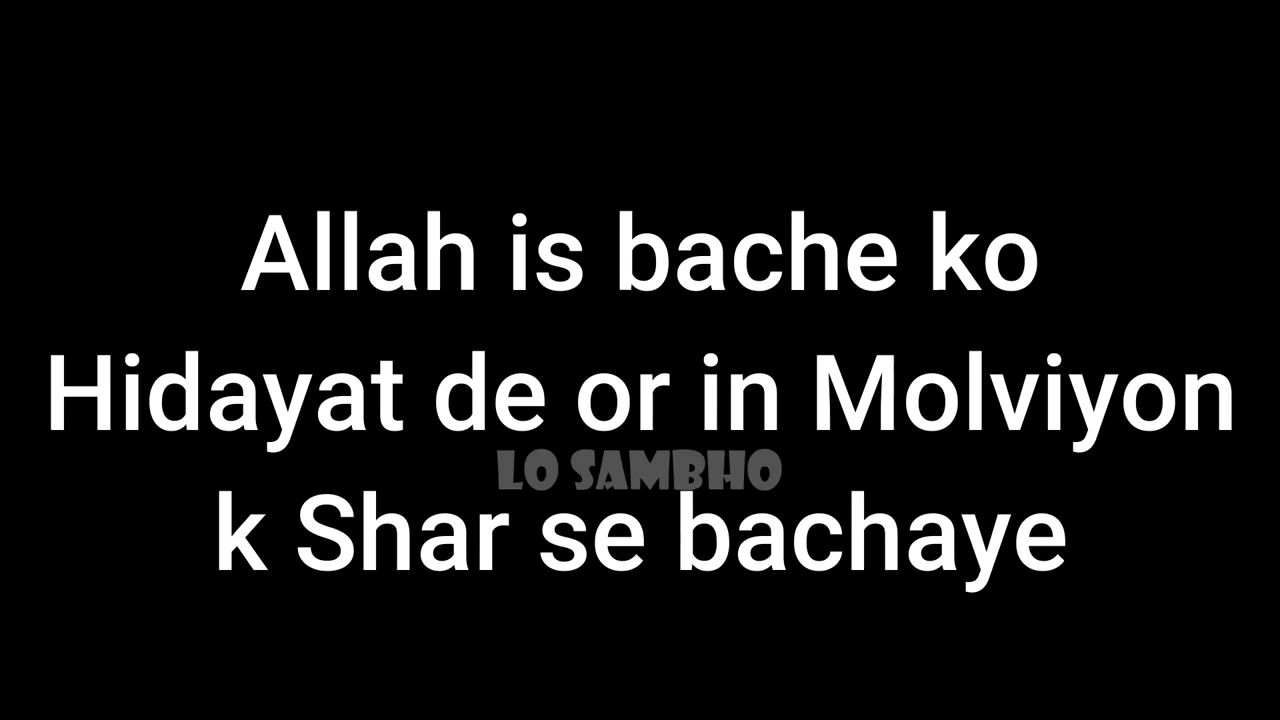 Allah is bache ko
Hidayat de or in Molviyon
LO SAMBHO
k Shar se bachaye